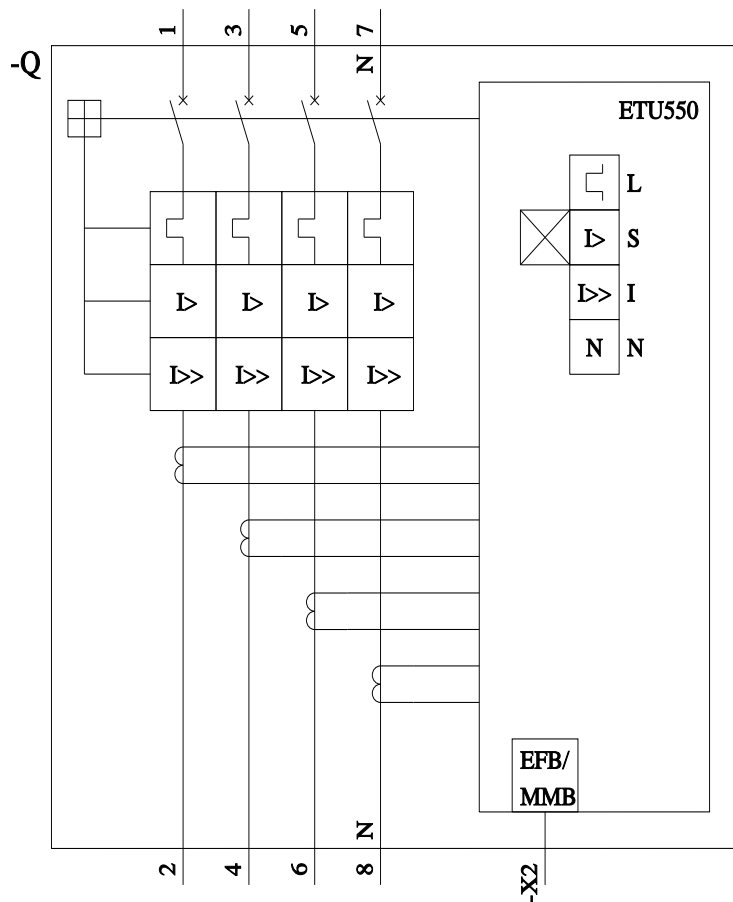 1 3 5 7
N
-Q
ETU550
L
I> I> I> I>
I> S
I>> I
N N
I>> I>> I>> I>>
EFB/
MMB
N
2 4 6 8
-X2